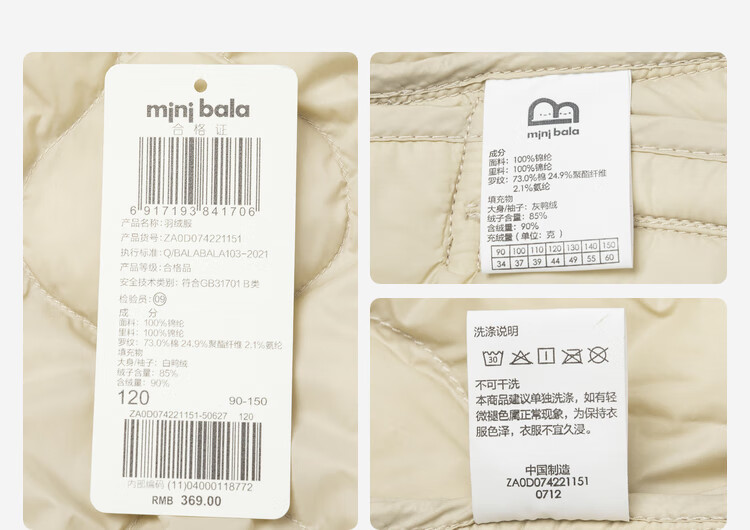 mini bala
合格证
6 917193 841706
产品名称: 羽绒服
产品货号: ZA0D074221151
执行标准: Q/BALABALA103-2021
产品等级: 合格品
安全技术类别: 符合GB31701 B类
检验员: 09
成 分
面料: 100%锦纶
里料: 100%锦纶
罗纹: 73.0%棉 24.9%聚酯纤维 2.1%氨纶
填充物
大身/袖子: 白鸭绒
绒子含量: 85%
含绒量: 90%
120 90-150
ZA0D074221151-50627 120
内部编码 (11)04000118772
RMB 369.00
mini bala
成分
面料: 100%锦纶
里料: 100%锦纶
罗纹: 73.0%棉 24.9%聚酯纤维
2.1%氨纶
填充物
大身/袖子: 灰鸭绒
绒子含量: 85%
含绒量: 90%
充绒量 (单位: 克)
90 100 110 120 130 140 150
34 37 39 45 49 55 60
洗涤说明
30
不可干洗
本商品建议单独洗涤, 如有轻
微褪色属正常现象, 为保持衣
服色泽, 衣服不宜久浸。
中国制造
ZA0D074221151
0712